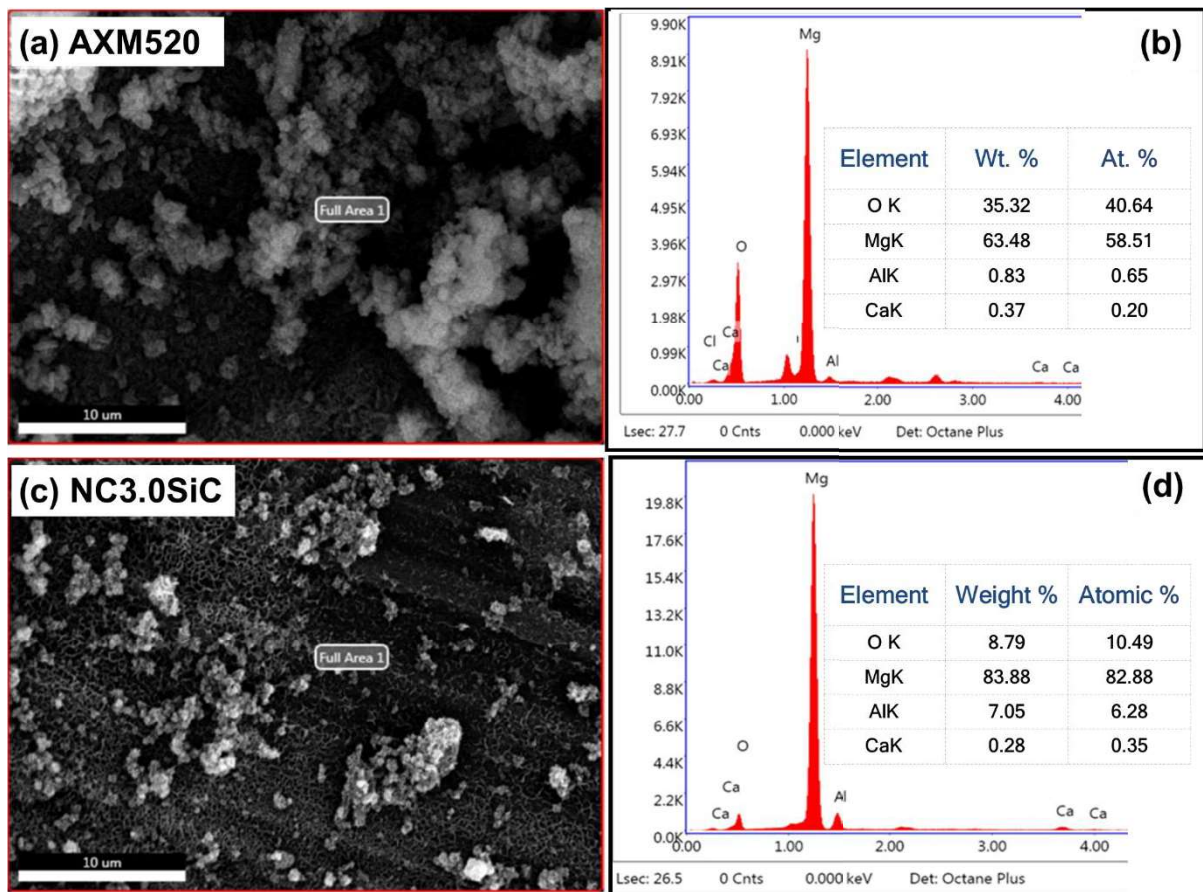 (a) AXM520
Full Area 1
10 um
(b)
9.90K
8.91K
7.92K
6.93K
5.94K
4.95K
3.96K
2.97K
1.98K
0.99K
0.00K
Mg
O
Cl
Ca
Ca
Al
Ca
Ca
0.00
1.00
2.00
3.00
4.00
Lsec: 27.7 0 Cnts 0.000 keV Det: Octane Plus
Element Wt. % At. %
O K 35.32 40.64
MgK 63.48 58.51
AlK 0.83 0.65
CaK 0.37 0.20
(c) NC3.0SiC
Full Area 1
10 um
(d)
19.8K
17.6K
15.4K
13.2K
11.0K
8.8K
6.6K
4.4K
2.2K
0.0K
Mg
O
Ca
Ca
Al
Ca
Ca
0.00
1.00
2.00
3.00
4.00
Lsec: 26.5 0 Cnts 0.000 keV Det: Octane Plus
Element Weight % Atomic %
O K 8.79 10.49
MgK 83.88 82.88
AlK 7.05 6.28
CaK 0.28 0.35